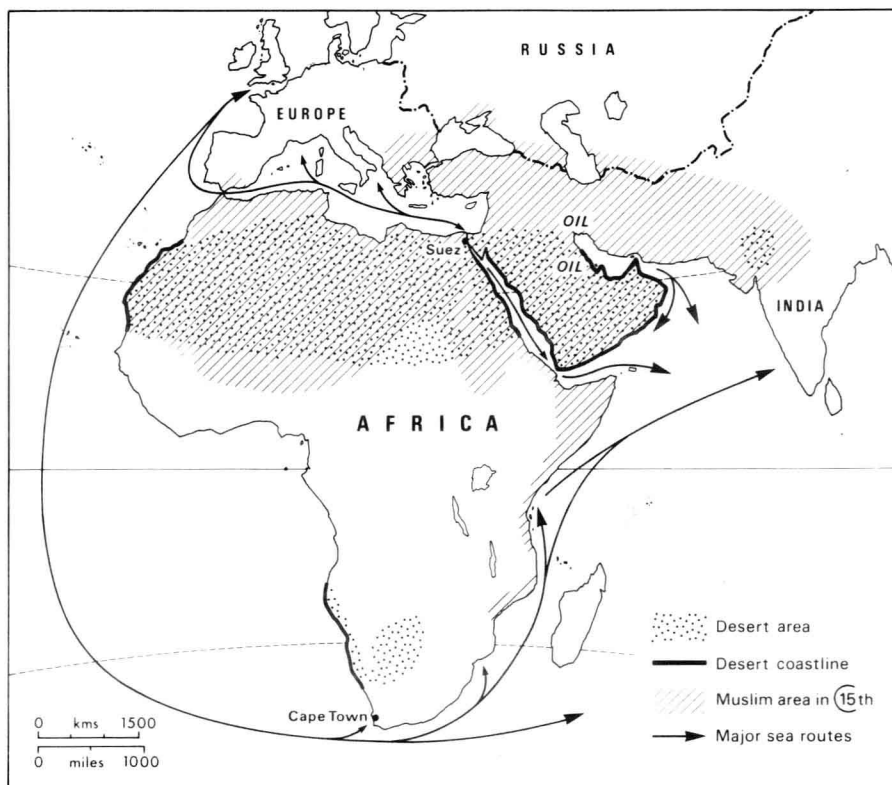 RUSSIA
EUROPE
Suez
OIL
OIL
INDIA
AFRICA
Cape Town
0 kms 1500
0 miles 1000
Desert area
Desert coastline
Muslim area in 15th
Major sea routes